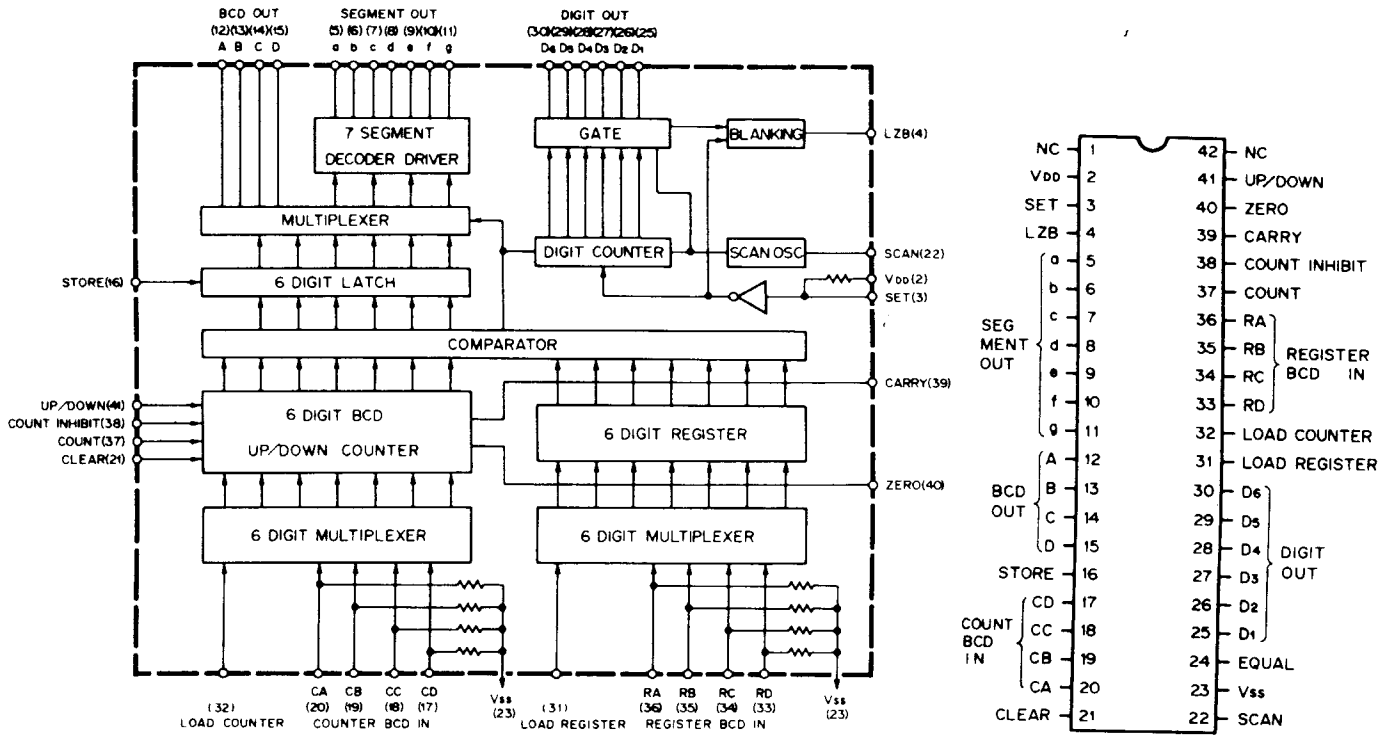 BCD OUT
(12)(13)(14)(15)
A B C D
SEGMENT OUT
(5) (6) (7) (8) (9)(10)(11)
a b c d e f g
DIGIT OUT
(30)(29)(28)(27)(26)(25)
D6 D5 D4 D3 D2 D1
7 SEGMENT
DECODER DRIVER
GATE
BLANKING
LZB(4)
MULTIPLEXER
DIGIT COUNTER
SCAN OSC
SCAN(22)
STORE(16)
6 DIGIT LATCH
VDD(2)
SET(3)
COMPARATOR
CARRY(39)
UP/DOWN(41)
COUNT INHIBIT(38)
COUNT(37)
CLEAR(21)
6 DIGIT BCD
UP/DOWN COUNTER
6 DIGIT REGISTER
ZERO(40)
6 DIGIT MULTIPLEXER
6 DIGIT MULTIPLEXER
(32)
LOAD COUNTER
CA CB CC CD
(20) (19) (18) (17)
COUNTER BCD IN
Vss
(23)
(31)
LOAD REGISTER
RA RB RC RD
(36) (35) (34) (33)
REGISTER BCD IN
Vss
(23)
NC 1
VDD 2
SET 3
LZB 4
a 5
b 6
c 7
d 8
e 9
f 10
g 11
SEG
MENT
OUT
A 12
B 13
C 14
D 15
BCD
OUT
STORE 16
CD 17
CC 18
CB 19
CA 20
COUNT
BCD
IN
CLEAR 21
42 NC
41 UP/DOWN
40 ZERO
39 CARRY
38 COUNT INHIBIT
37 COUNT
36 RA
35 RB
34 RC
33 RD
REGISTER
BCD IN
32 LOAD COUNTER
31 LOAD REGISTER
30 D6
29 D5
28 D4
27 D3
26 D2
25 D1
DIGIT
OUT
24 EQUAL
23 Vss
22 SCAN